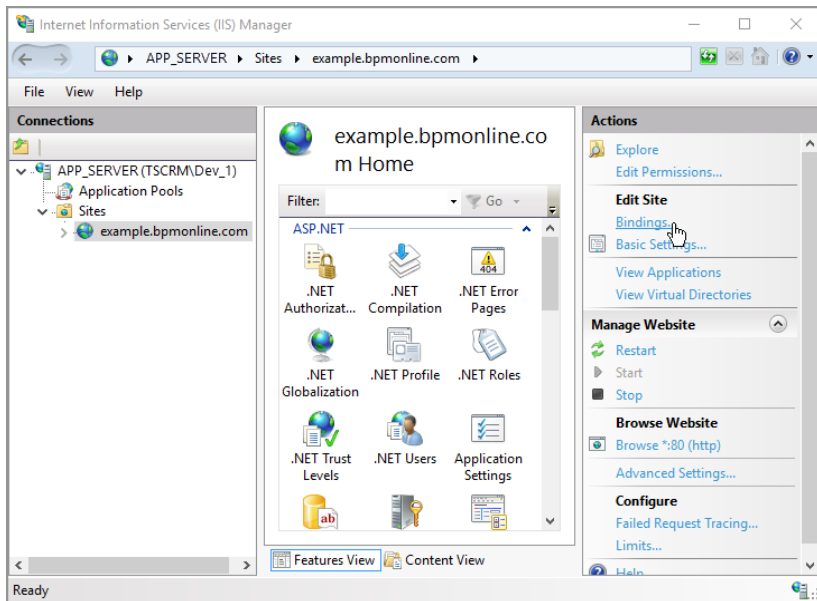 Internet Information Services (IIS) Manager
APP_SERVER Sites example.bpmonline.com
File View Help
Connections
APP_SERVER (TSCRM\Dev_1)
Application Pools
Sites
example.bpmonline.com
example.bpmonline.co
m Home
Filter: Go
ASP.NET
.NET
Authorizat...
.NET
Compilation
.NET Error
Pages
404
.NET
Globalization
.NET Profile
.NET Roles
.NET Trust
Levels
.NET Users
Application
Settings
ab
Features View Content View
Actions
Explore
Edit Permissions...
Edit Site
Bindings...
Basic Settings...
View Applications
View Virtual Directories
Manage Website
Restart
Start
Stop
Browse Website
Browse *:80 (http)
Advanced Settings...
Configure
Failed Request Tracing...
Limits...
Help
Ready